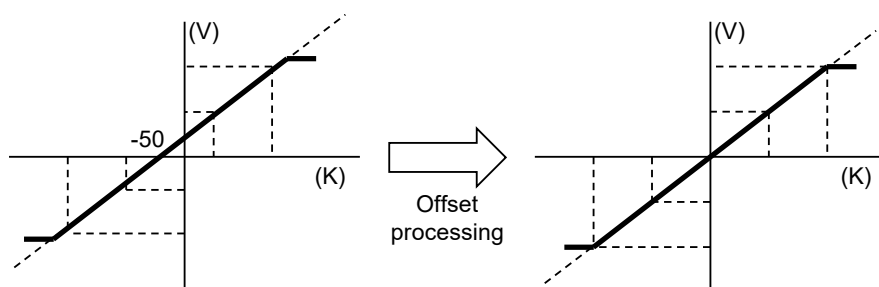 (V)
-50
(K)
Offset
processing
(V)
(K)